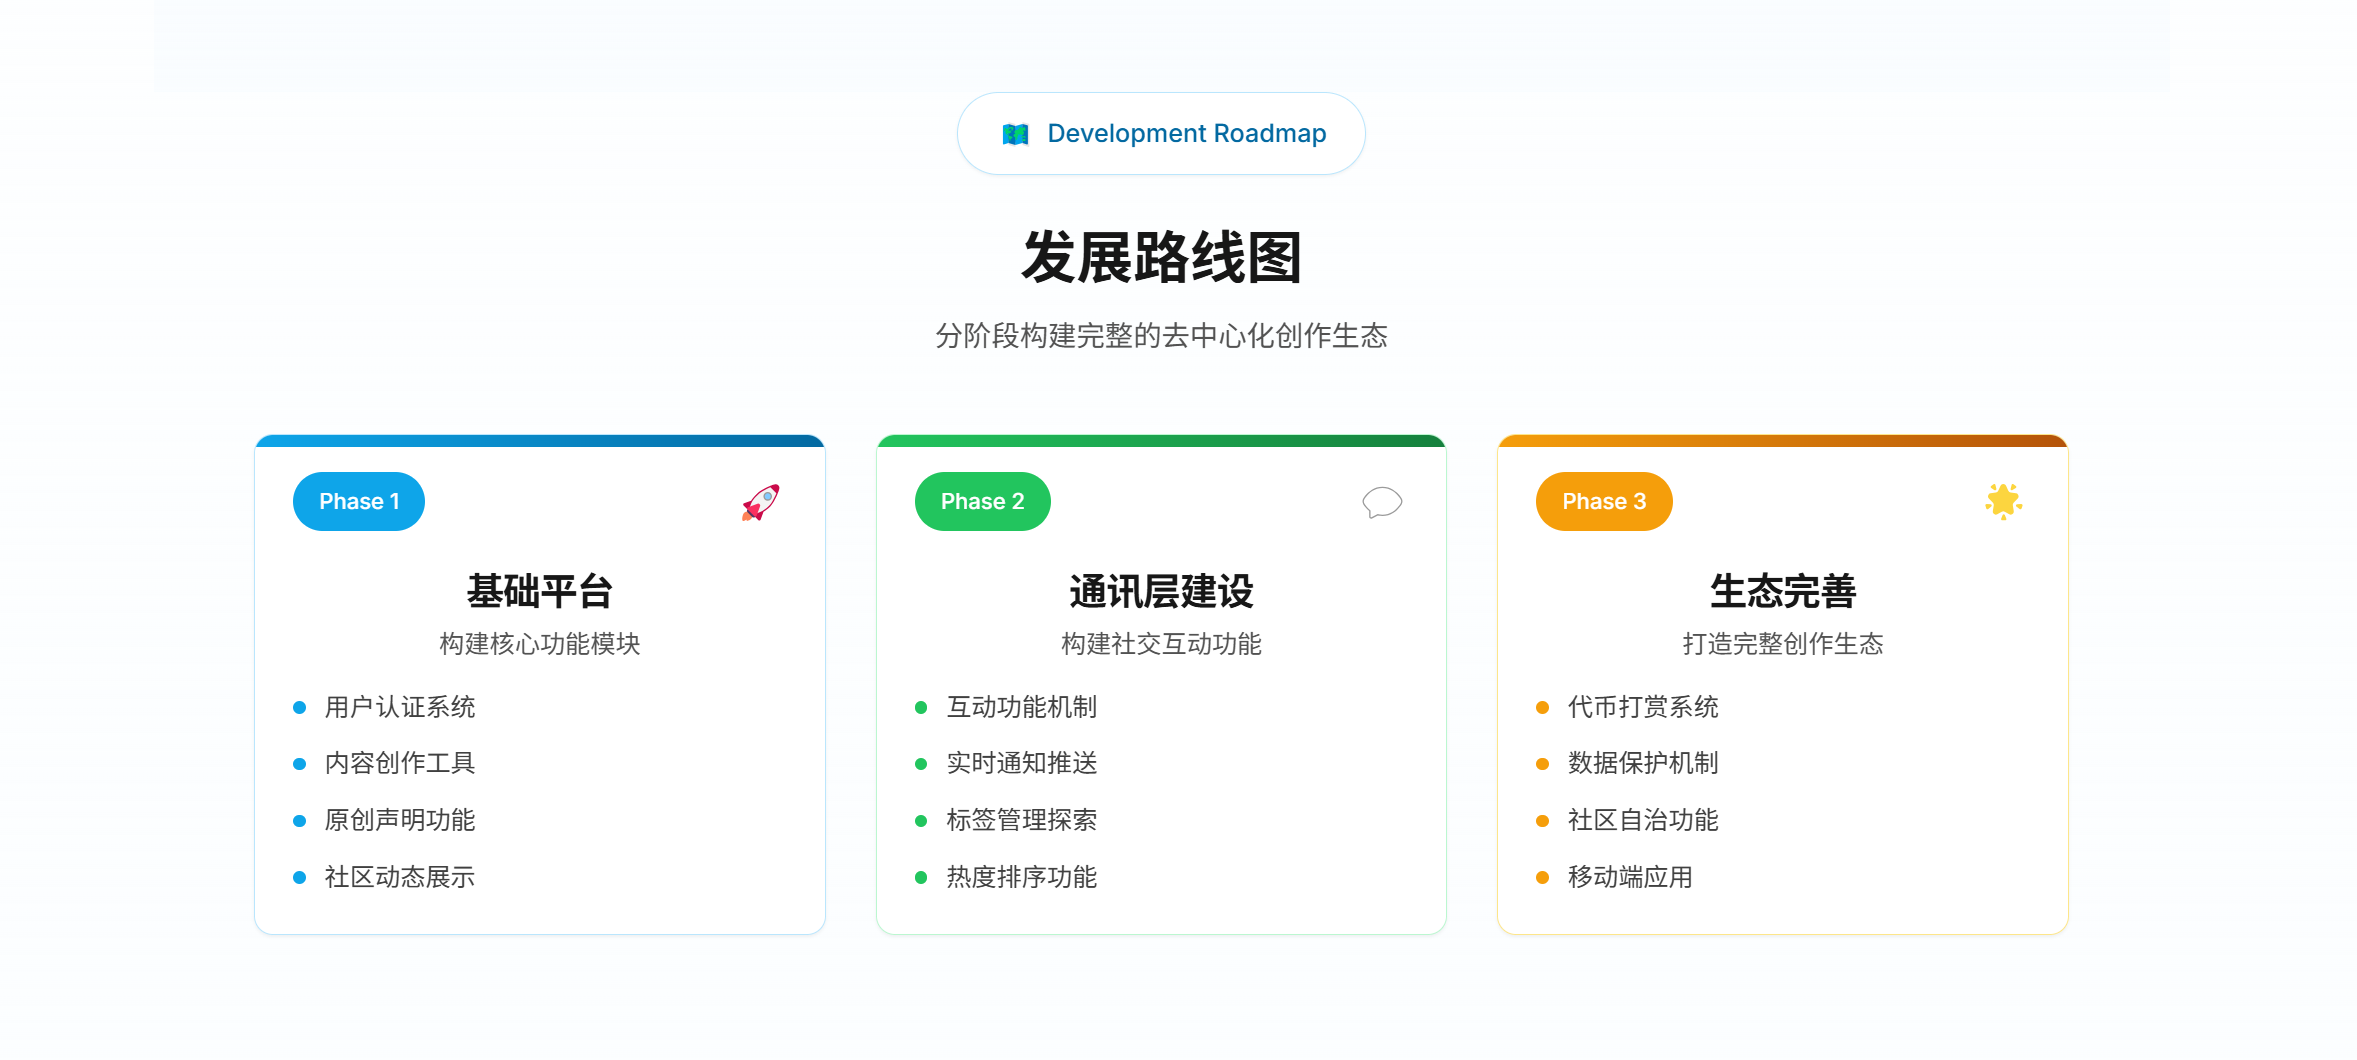 Development Roadmap
发展路线图
分阶段构建完整的去中心化创作生态
Phase 1
基础平台
构建核心功能模块
用户认证系统
内容创作工具
原创声明功能
社区动态展示
Phase 2
通讯层建设
构建社交互动功能
互动功能机制
实时通知推送
标签管理探索
热度排序功能
Phase 3
生态完善
打造完整创作生态
代币打赏系统
数据保护机制
社区自治功能
移动端应用